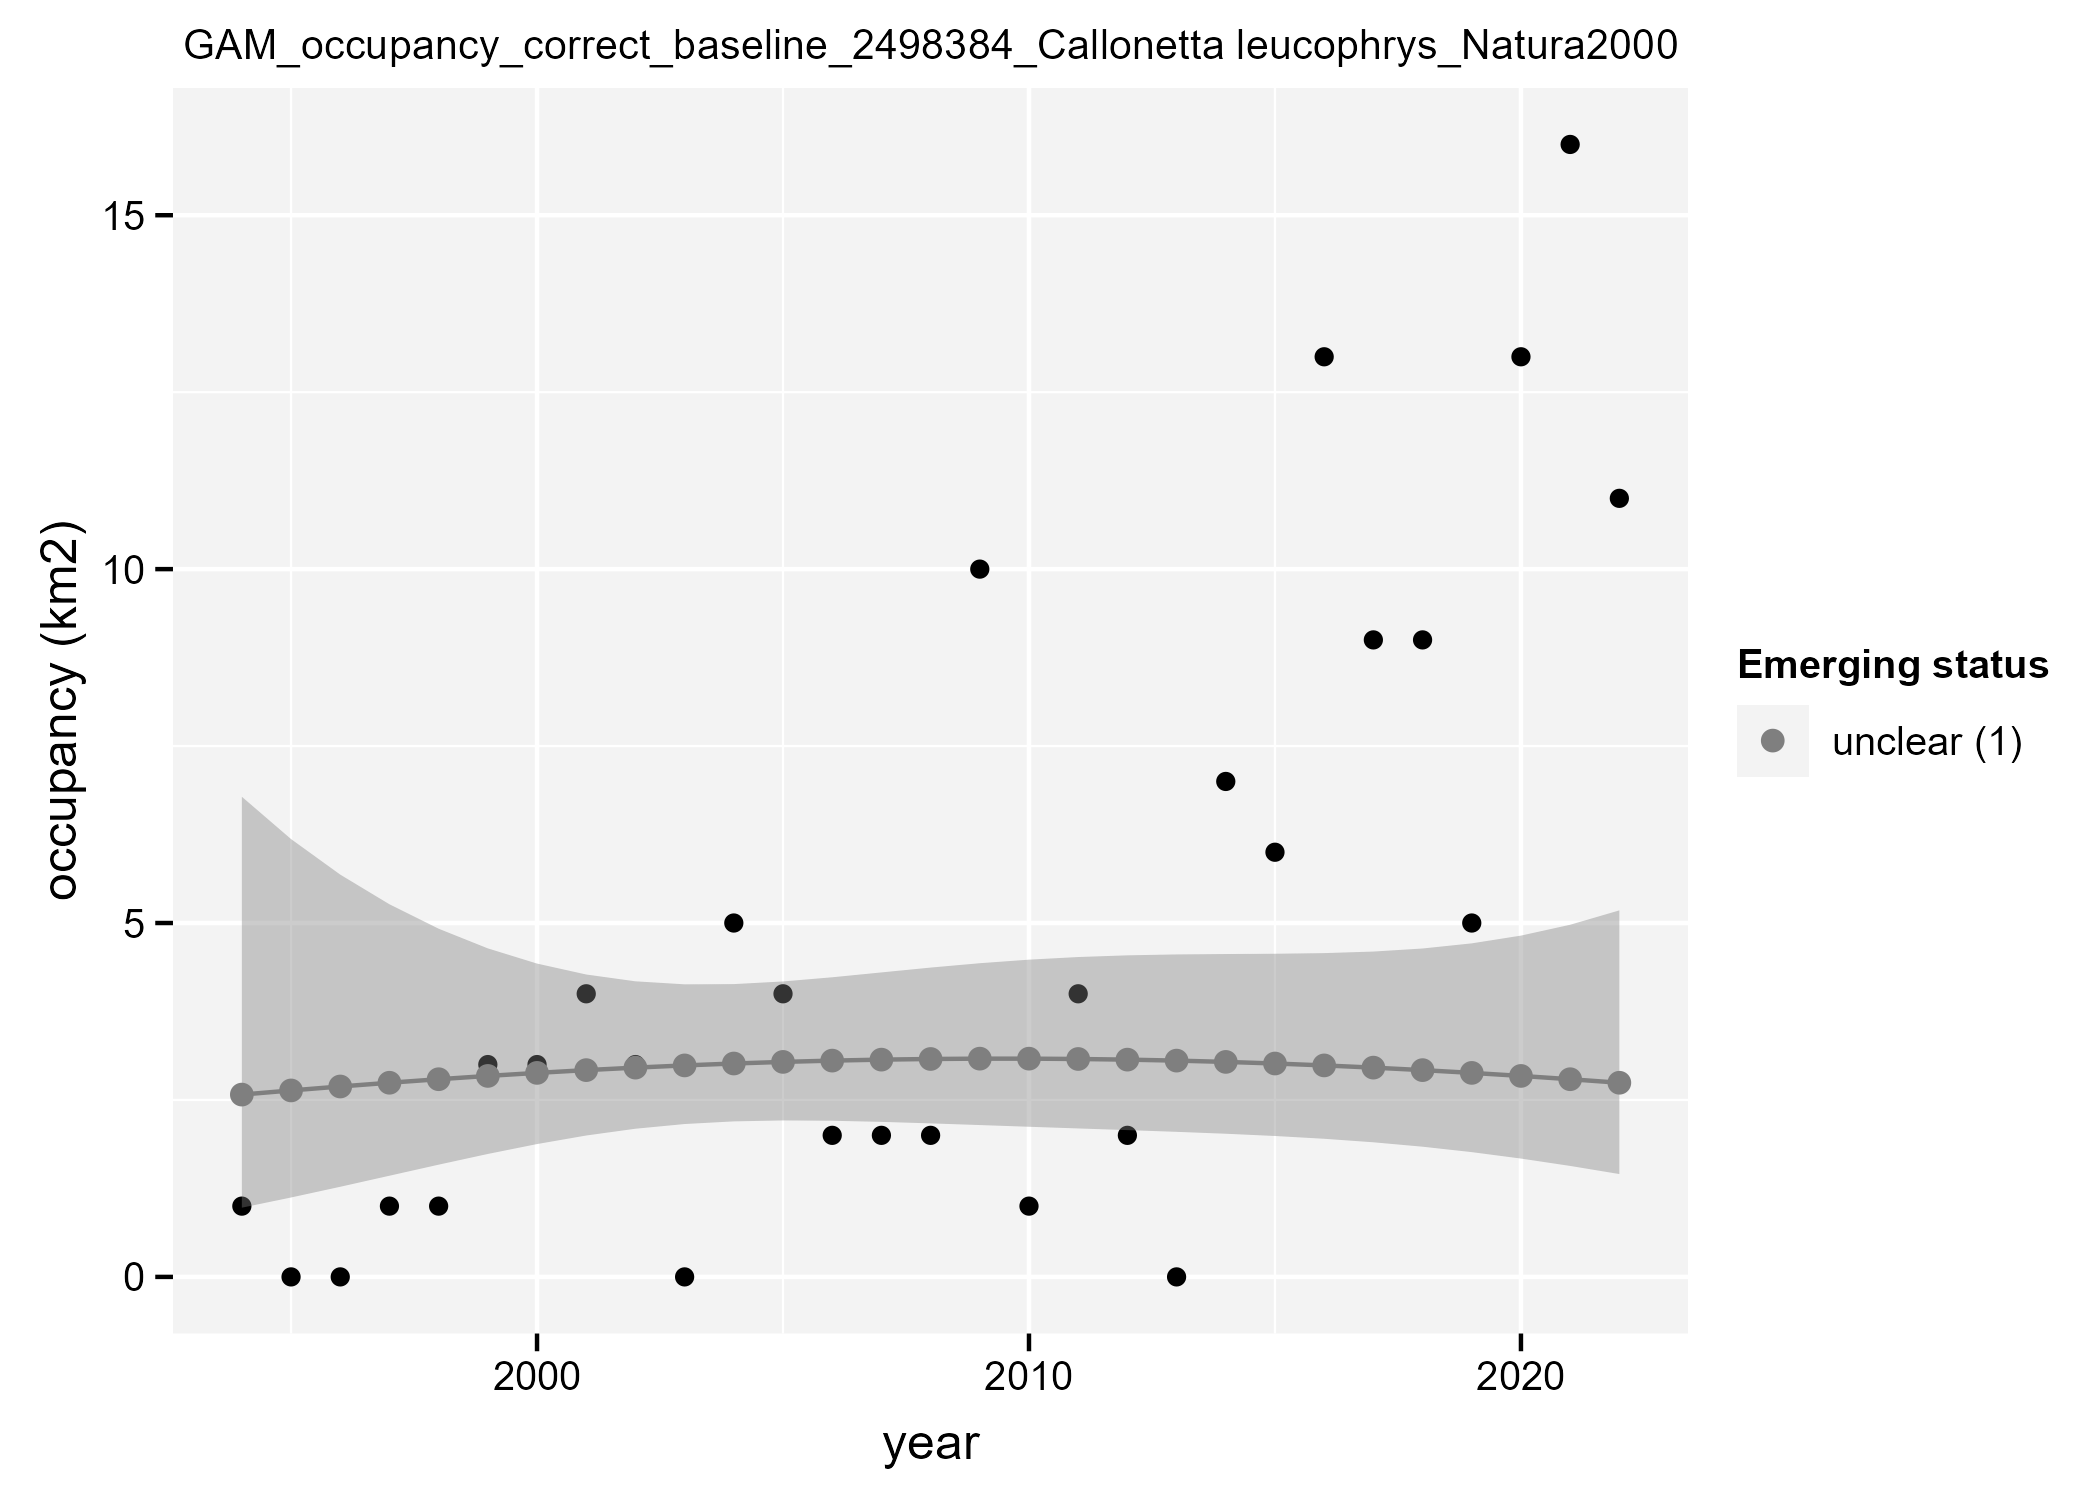 GAM_occupancy_correct_baseline_2498384_Callonetta leucophrys_Natura2000
15
10
5
0
occupancy (km2)
2000
2010
2020
year
Emerging status
unclear (1)